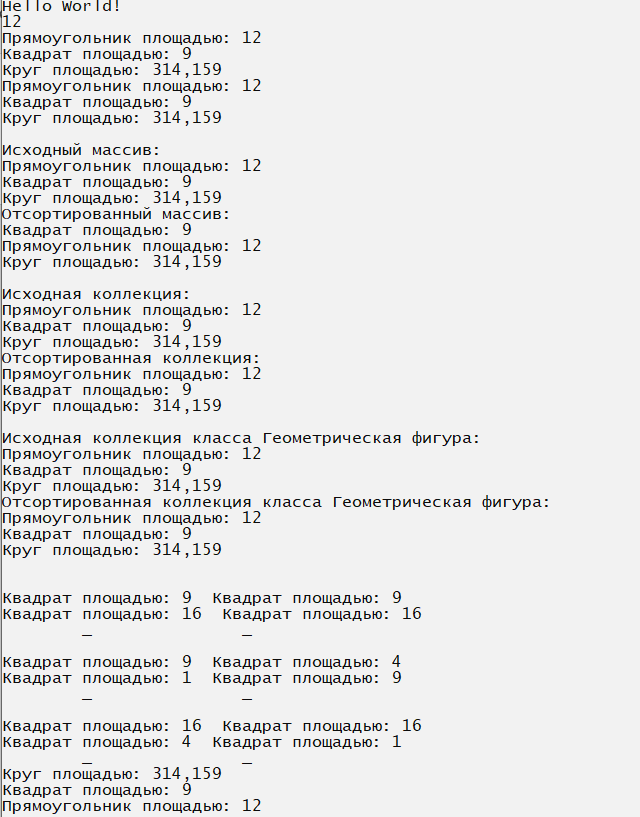 Hello World!
12
Прямоугольник площадью: 12
Квадрат площадью: 9
Круг площадью: 314,159
Прямоугольник площадью: 12
Квадрат площадью: 9
Круг площадью: 314,159
Исходный массив:
Прямоугольник площадью: 12
Квадрат площадью: 9
Круг площадью: 314,159
Отсортированный массив:
Квадрат площадью: 9
Прямоугольник площадью: 12
Круг площадью: 314,159
Исходная коллекция:
Прямоугольник площадью: 12
Квадрат площадью: 9
Круг площадью: 314,159
Отсортированная коллекция:
Прямоугольник площадью: 12
Квадрат площадью: 9
Круг площадью: 314,159
Исходная коллекция класса Геометрическая фигура:
Прямоугольник площадью: 12
Квадрат площадью: 9
Круг площадью: 314,159
Отсортированная коллекция класса Геометрическая фигура:
Прямоугольник площадью: 12
Квадрат площадью: 9
Круг площадью: 314,159
Квадрат площадью: 9  Квадрат площадью: 9
Квадрат площадью: 16  Квадрат площадью: 16
_ _
Квадрат площадью: 9  Квадрат площадью: 4
Квадрат площадью: 1  Квадрат площадью: 9
_ _
Квадрат площадью: 16  Квадрат площадью: 16
Квадрат площадью: 4  Квадрат площадью: 1
_ _
Круг площадью: 314,159
Квадрат площадью: 9
Прямоугольник площадью: 12